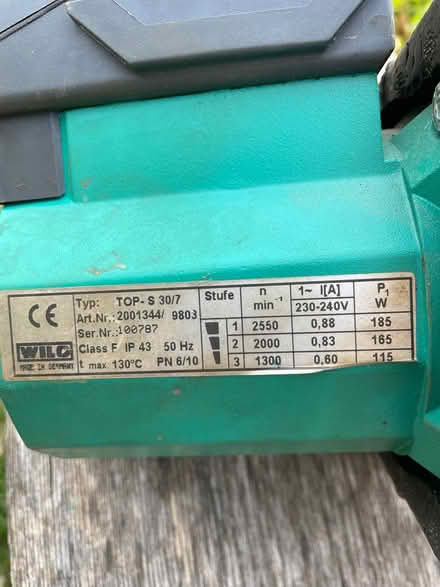 CE
WILO
MADE IN GERMANY
Typ: TOP- S 30/7
Art.Nr.: 2001344/ 9803
Ser.Nr.: 100787
Class F IP 43 50 Hz
t max 130°C PN 6/10
Stufe n min⁻¹ 1~ I[A] 230-240V P1 W
1 2550 0,88 185
2 2000 0,83 165
3 1300 0,60 115